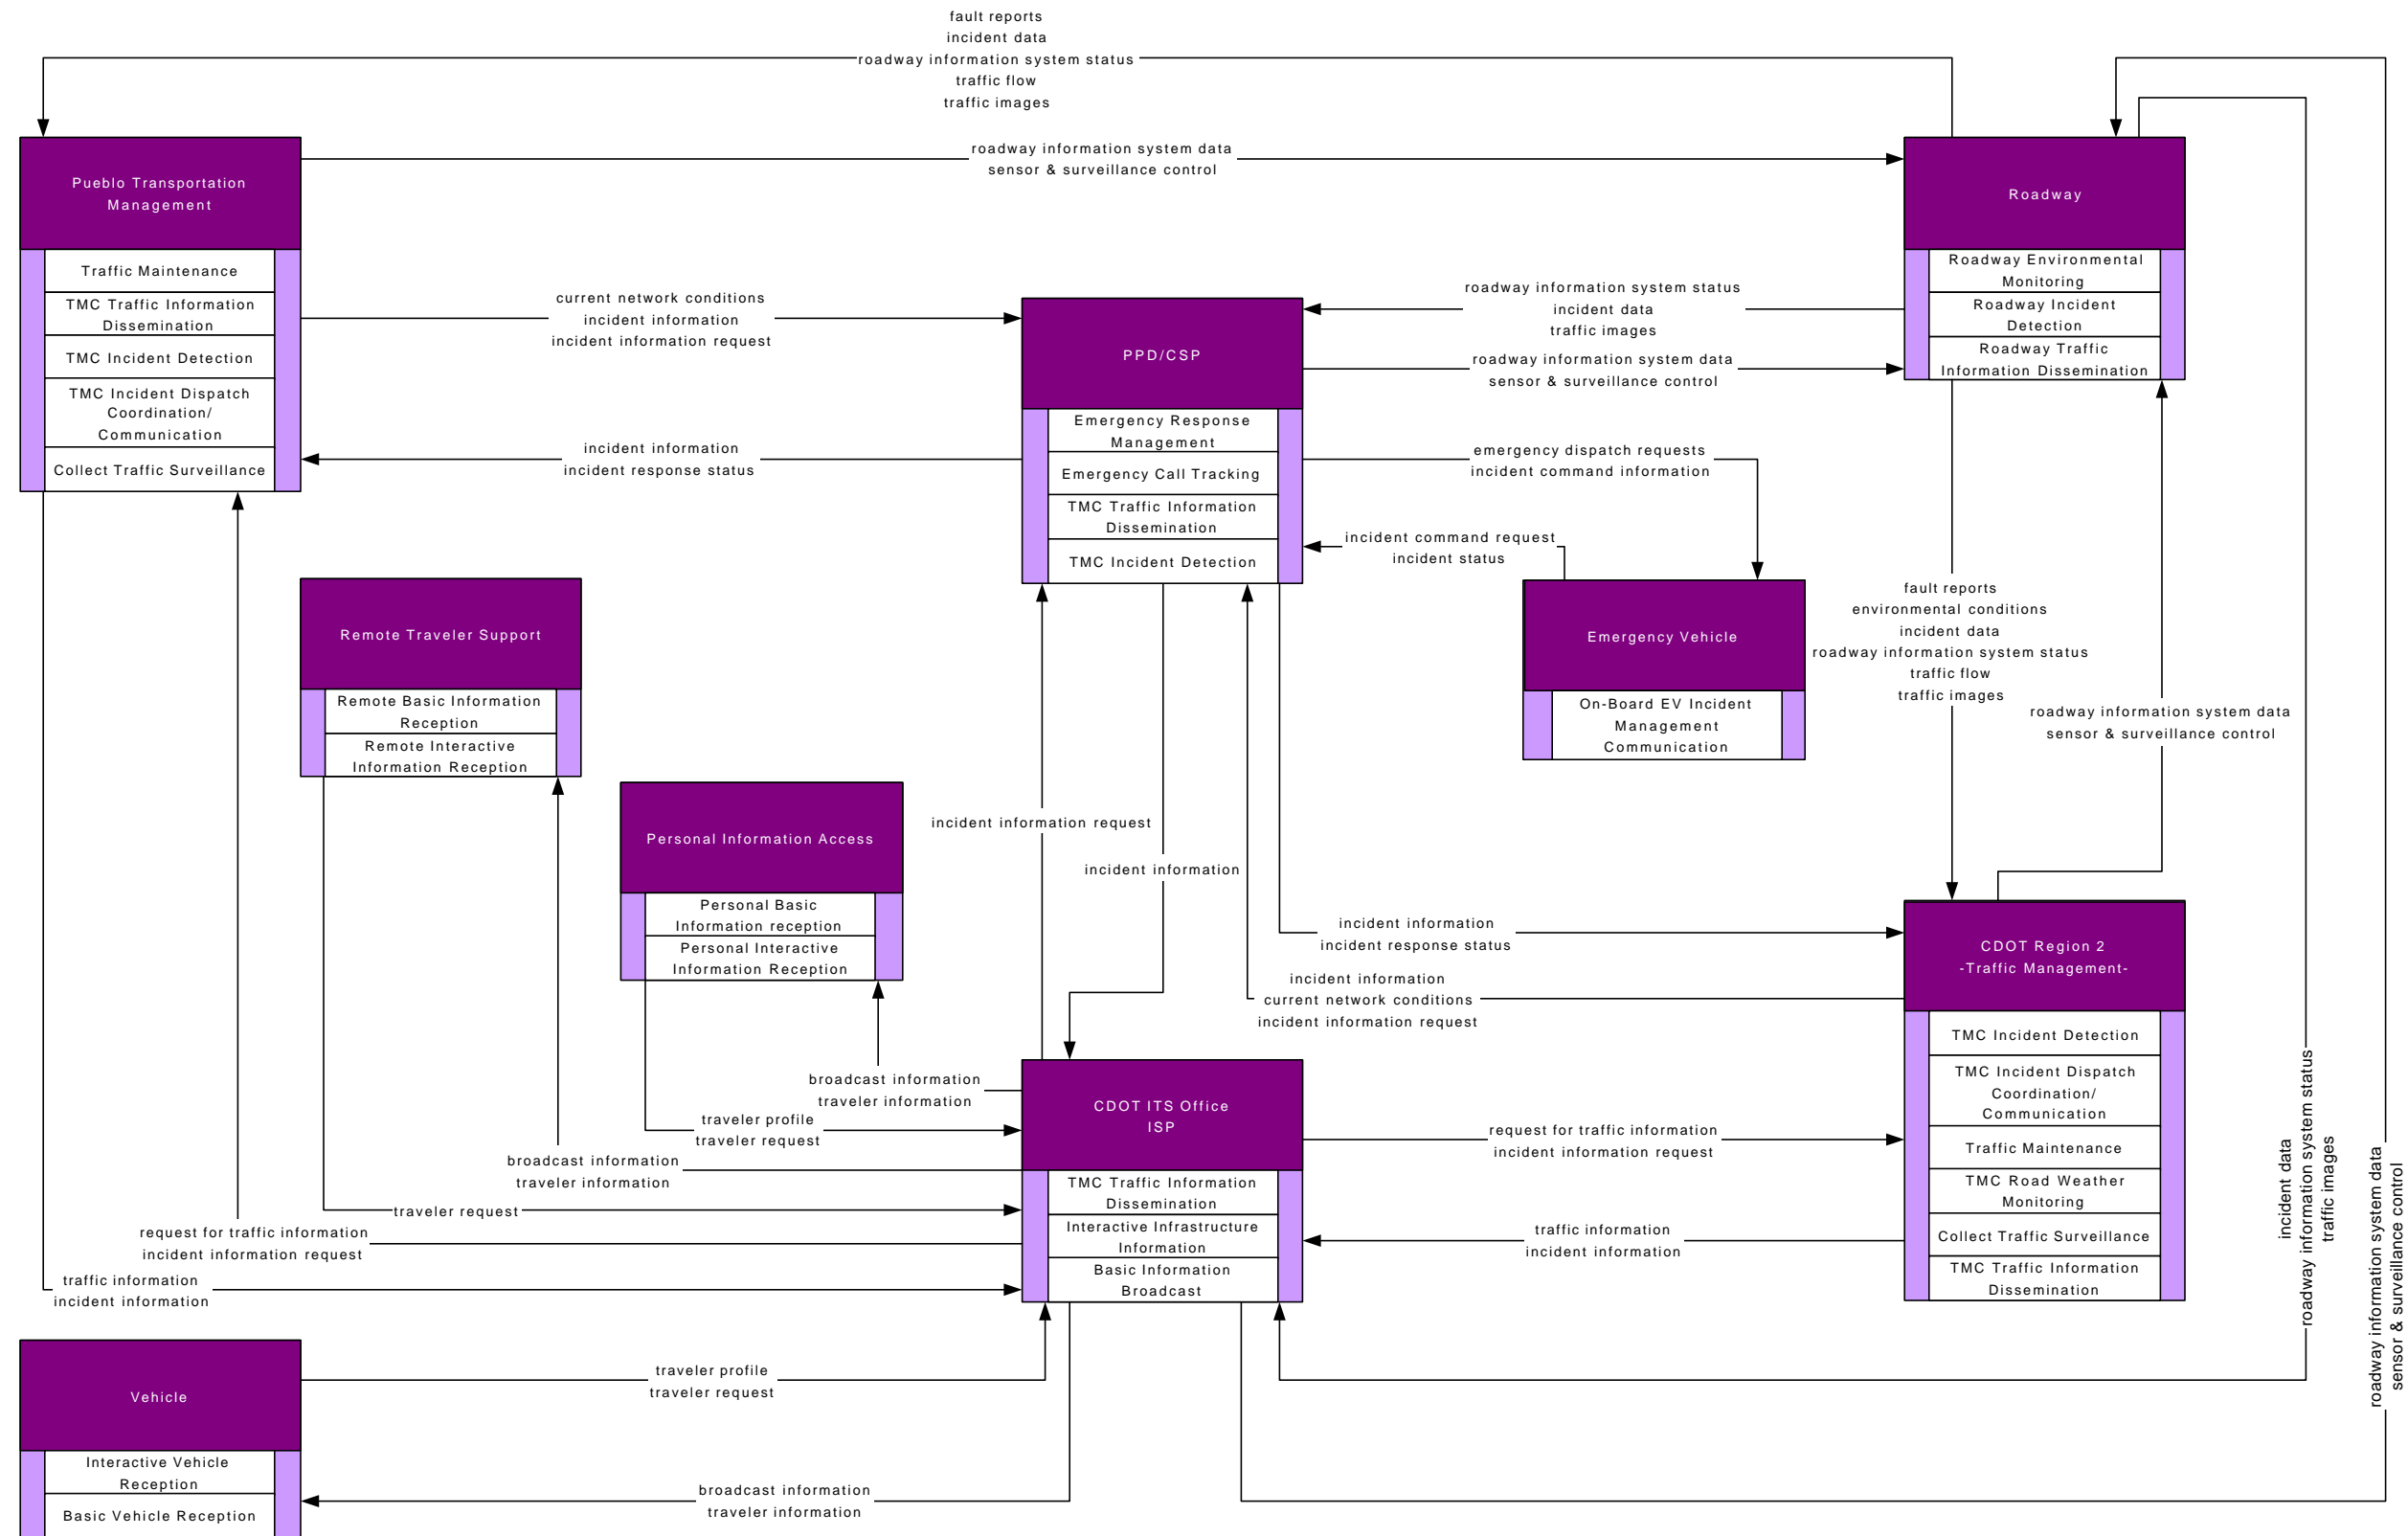 fault reports
incident data
roadway information system status
traffic flow
traffic images
roadway information system data
sensor & surveillance control
Pueblo Transportation
Management
Traffic Maintenance
TMC Traffic Information
Dissemination
TMC Incident Detection
TMC Incident Dispatch
Coordination/
Communication
Collect Traffic Surveillance
Roadway
Roadway Environmental
Monitoring
Roadway Incident
Detection
Roadway Traffic
Information Dissemination
current network conditions
incident information
incident information request
PPD/CSP
Emergency Response
Management
Emergency Call Tracking
TMC Traffic Information
Dissemination
TMC Incident Detection
roadway information system status
incident data
traffic images
roadway information system data
sensor & surveillance control
incident information
incident response status
emergency dispatch requests
incident command information
incident command request
incident status
Remote Traveler Support
Remote Basic Information
Reception
Remote Interactive
Information Reception
Emergency Vehicle
On-Board EV Incident
Management
Communication
fault reports
environmental conditions
incident data
roadway information system status
traffic flow
traffic images
roadway information system data
sensor & surveillance control
Personal Information Access
Personal Basic
Information reception
Personal Interactive
Information Reception
incident information request
incident information
incident information
incident response status
incident information
current network conditions
incident information request
CDOT Region 2
-Traffic Management-
TMC Incident Detection
TMC Incident Dispatch
Coordination/
Communication
Traffic Maintenance
TMC Road Weather
Monitoring
Collect Traffic Surveillance
TMC Traffic Information
Dissemination
broadcast information
traveler information
traveler profile
traveler request
CDOT ITS Office
ISP
TMC Traffic Information
Dissemination
Interactive Infrastructure
Information
Basic Information
Broadcast
request for traffic information
incident information request
broadcast information
traveler information
traveler request
request for traffic information
incident information request
traffic information
incident information
traffic information
incident information
incident data
roadway information system status
traffic images
roadway information system data
sensor & surveillance control
Vehicle
Interactive Vehicle
Reception
Basic Vehicle Reception
traveler profile
traveler request
broadcast information
traveler information